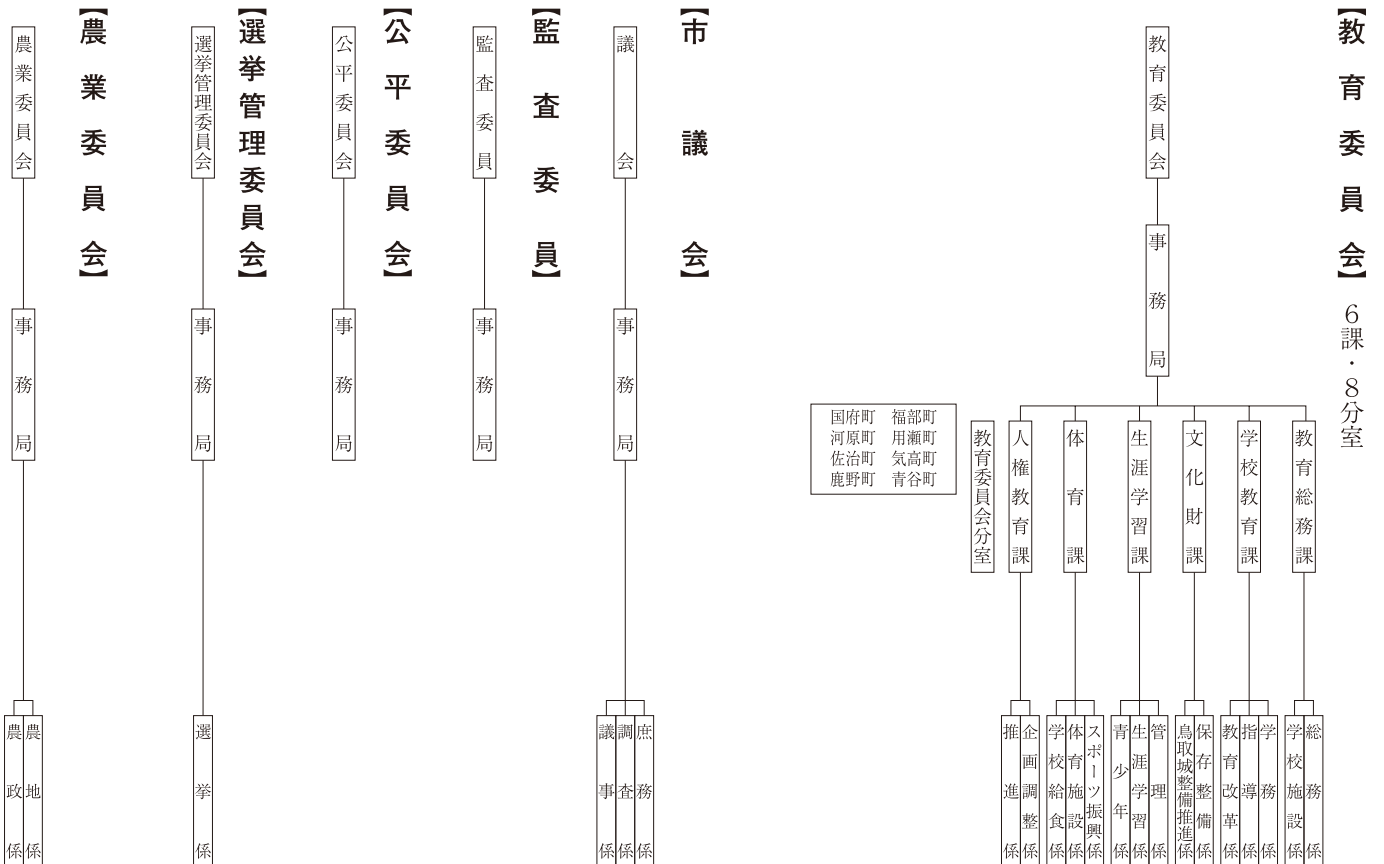 【教育委員会】 6課・8分室
教育委員会
事務局
教育総務課
総務係
学校施設係
学校教育課
学務係
指導係
教育改革係
文化財課
保存整備係
鳥取城整備推進係
生涯学習課
管理係
生涯学習係
青少年係
体育課
スポーツ振興係
体育施設係
学校給食係
人権教育課
企画調整係
推進係
教育委員会分室
国府町 福部町
河原町 用瀬町
佐治町 気高町
鹿野町 青谷町
【市議会】
議会
事務局
庶務係
調査係
議事係
【監査委員】
監査委員
事務局
【公平委員会】
公平委員会
事務局
【選挙管理委員会】
選挙管理委員会
事務局
選挙係
【農業委員会】
農業委員会
事務局
農地係
農政係